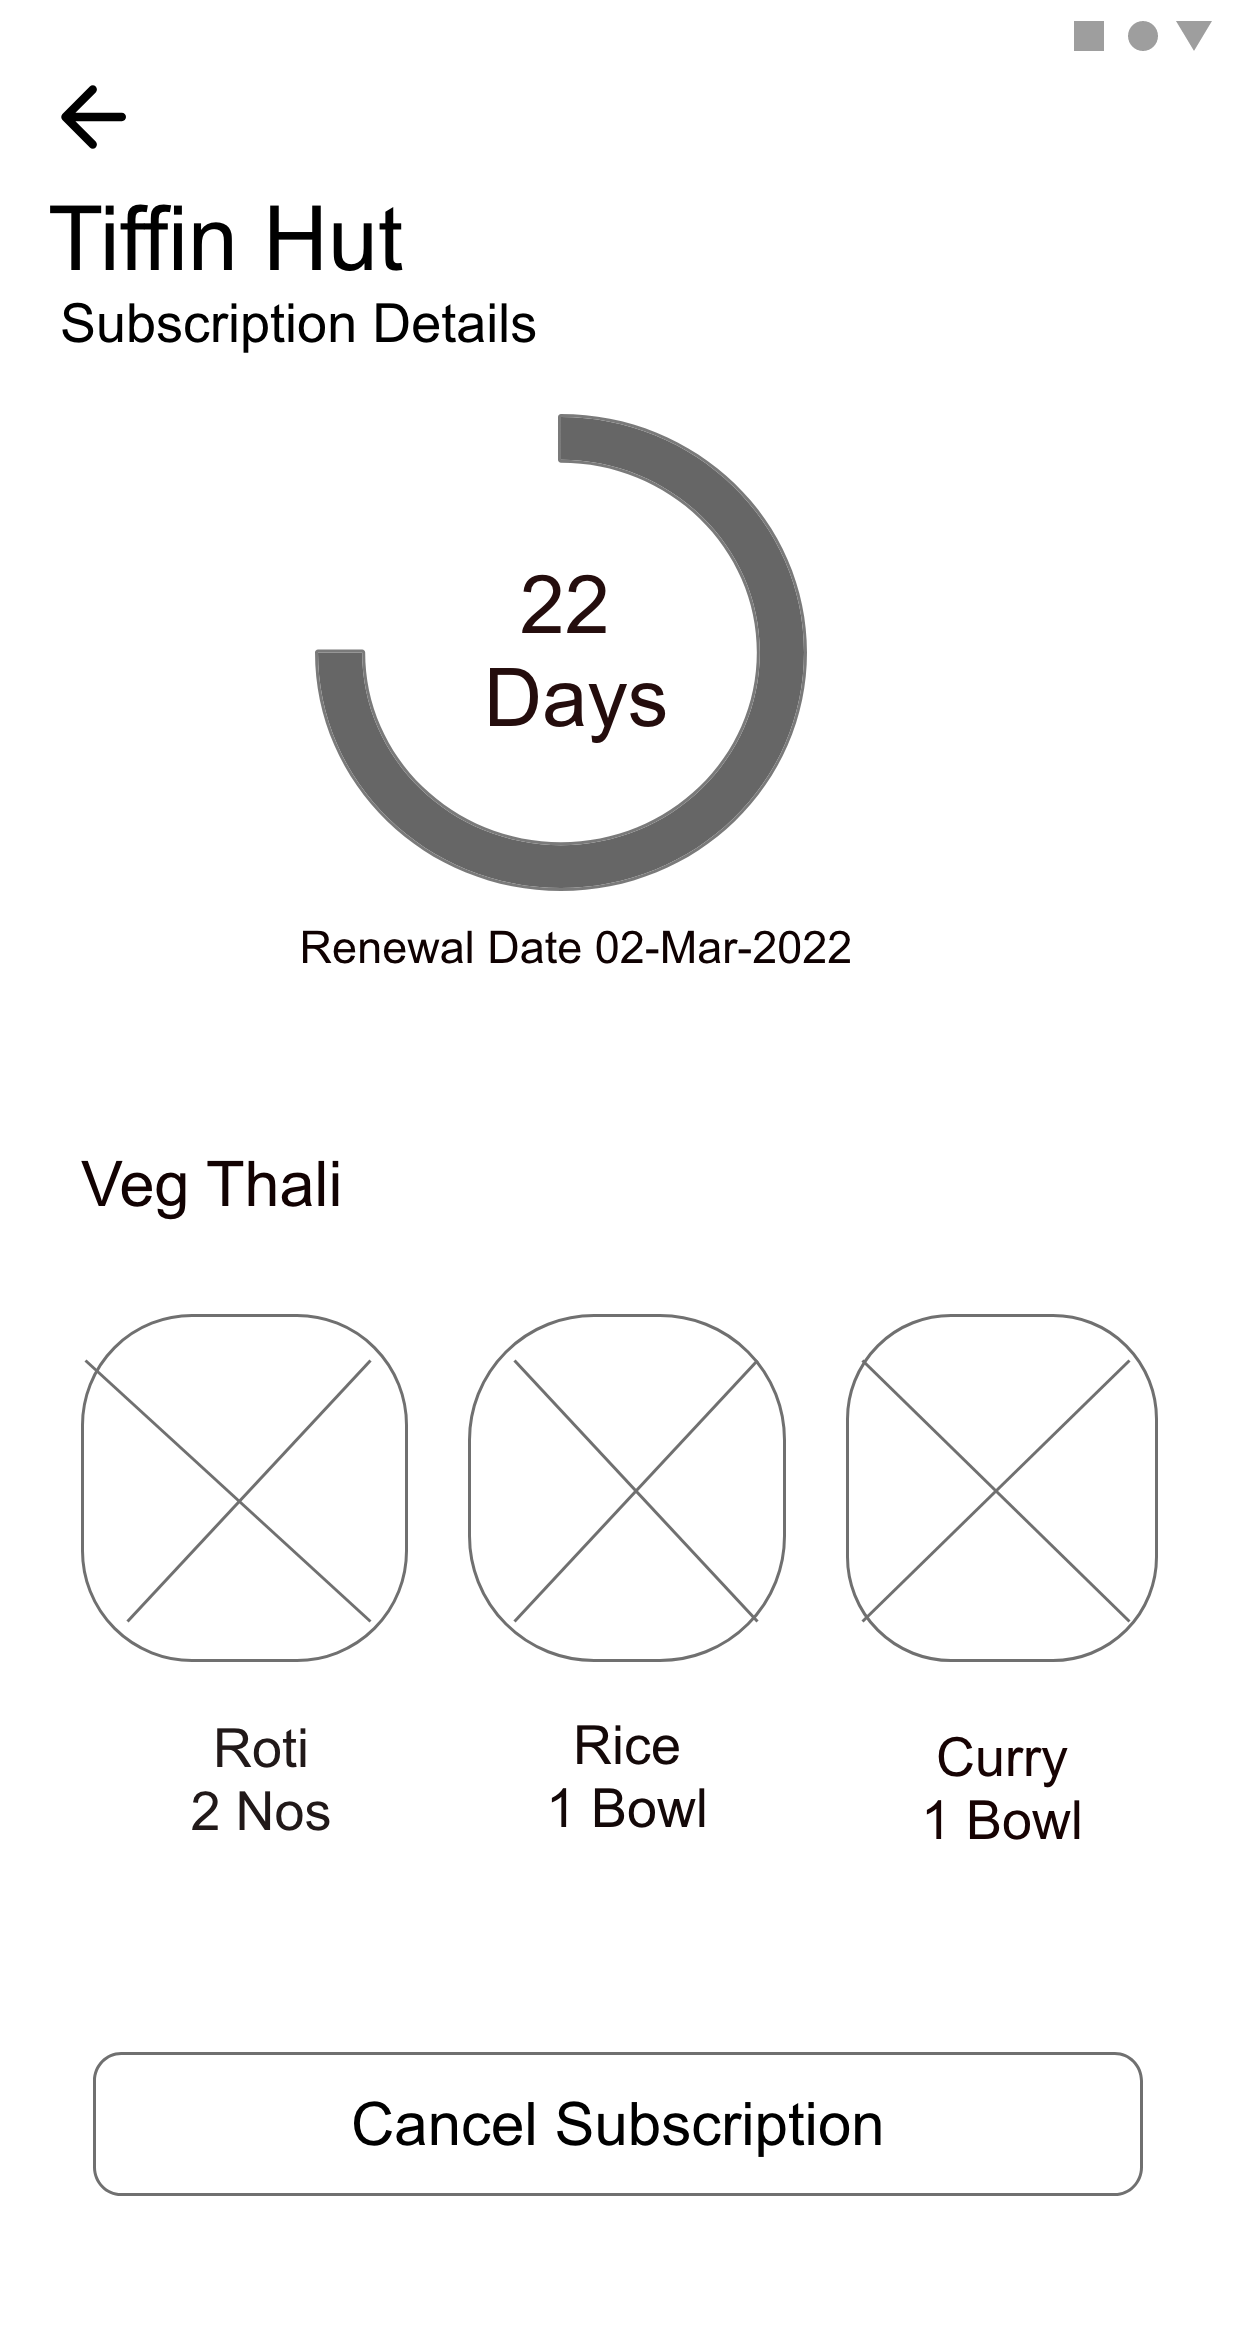 Tiffin Hut
Subscription Details
22
Days
Renewal Date 02-Mar-2022
Veg Thali
Roti
2 Nos
Rice
1 Bowl
Curry
1 Bowl
Cancel Subscription